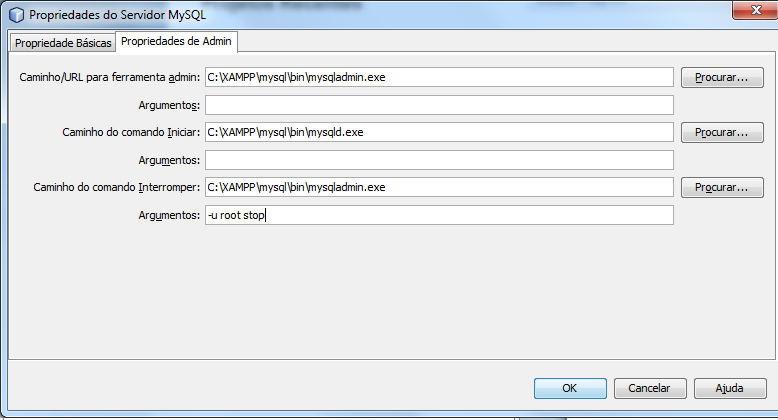 Propriedades do Servidor MySQL
Propriedade Básicas
Propriedades de Admin
Caminho/URL para ferramenta admin: C:\XAMPP\mysql\bin\mysqladmin.exe Procurar...
Argumentos:
Caminho do comando Iniciar: C:\XAMPP\mysql\bin\mysqld.exe Procurar...
Argumentos:
Caminho do comando Interromper: C:\XAMPP\mysql\bin\mysqladmin.exe Procurar...
Argumentos: -u root stop
OK Cancelar Ajuda